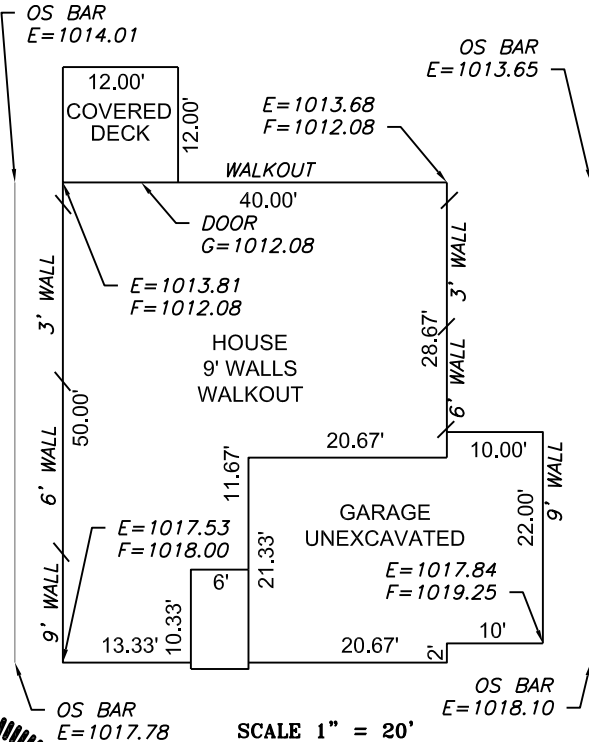 OS BAR
E=1014.01
OS BAR
E=1013.65
12.00'
COVERED
DECK
12.00'
E=1013.68
F=1012.08
WALKOUT
40.00'
DOOR
G=1012.08
3' WALL
3' WALL
E=1013.81
F=1012.08
HOUSE
9' WALLS
WALKOUT
28.67'
6' WALL
50.00'
20.67'
10.00'
11.67'
6' WALL
9' WALL
GARAGE
UNEXCAVATED
22.00'
E=1017.53
F=1018.00
21.33'
E=1017.84
F=1019.25
6'
9' WALL
10.33'
13.33'
20.67'
2'
10'
OS BAR
E=1017.78
SCALE 1" = 20'
OS BAR
E=1018.10